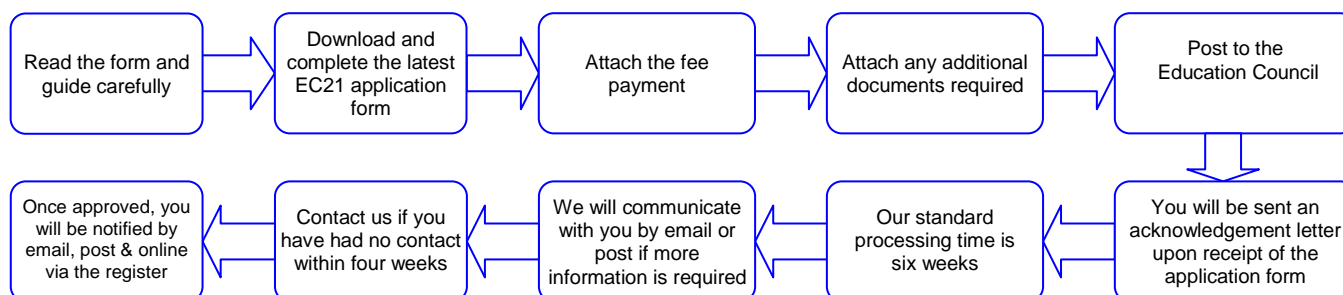 Read the form and
guide carefully
Download and
complete the latest
EC21 application
form
Attach the fee
payment
Attach any additional
documents required
Post to the
Education Council
You will be sent an
acknowledgement letter
upon receipt of the
application form
Our standard
processing time is
six weeks
We will communicate
with you by email or
post if more
information is required
Contact us if you
have had no contact
within four weeks
Once approved, you
will be notified by
email, post & online
via the register